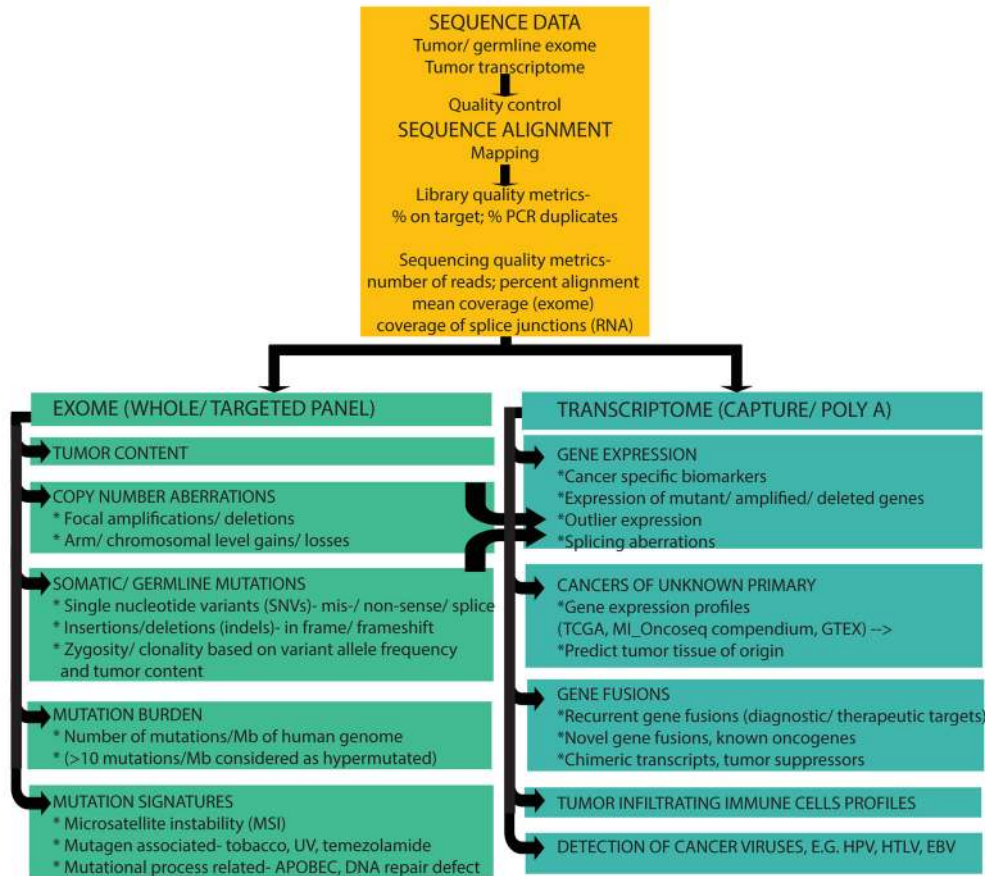 SEQUENCE DATA
Tumor/ germline exome
Tumor transcriptome
Quality control
SEQUENCE ALIGNMENT
Mapping
Library quality metrics-
% on target; % PCR duplicates
Sequencing quality metrics-
number of reads; percent alignment
mean coverage (exome)
coverage of splice junctions (RNA)
EXOME (WHOLE/ TARGETED PANEL)
TUMOR CONTENT
COPY NUMBER ABERRATIONS
* Focal amplifications/ deletions
* Arm/ chromosomal level gains/ losses
SOMATIC/ GERMLINE MUTATIONS
* Single nucleotide variants (SNVs)- mis-/ non-sense/ splice
* Insertions/deletions (indels)- in frame/ frameshift
* Zygosity/ clonality based on variant allele frequency
and tumor content
MUTATION BURDEN
* Number of mutations/Mb of human genome
* (>10 mutations/Mb considered as hypermutated)
MUTATION SIGNATURES
* Microsatellite instability (MSI)
* Mutagen associated- tobacco, UV, temezolamide
* Mutational process related- APOBEC, DNA repair defect
TRANSCRIPTOME (CAPTURE/ POLY A)
GENE EXPRESSION
*Cancer specific biomarkers
*Expression of mutant/ amplified/ deleted genes
*Outlier expression
*Splicing aberrations
CANCERS OF UNKNOWN PRIMARY
*Gene expression profiles
(TCGA, MI_Oncoseq compendium, GTEX) -->
*Predict tumor tissue of origin
GENE FUSIONS
*Recurrent gene fusions (diagnostic/ therapeutic targets)
*Novel gene fusions, known oncogenes
*Chimeric transcripts, tumor suppressors
TUMOR INFILTRATING IMMUNE CELLS PROFILES
DETECTION OF CANCER VIRUSES, E.G. HPV, HTLV, EBV